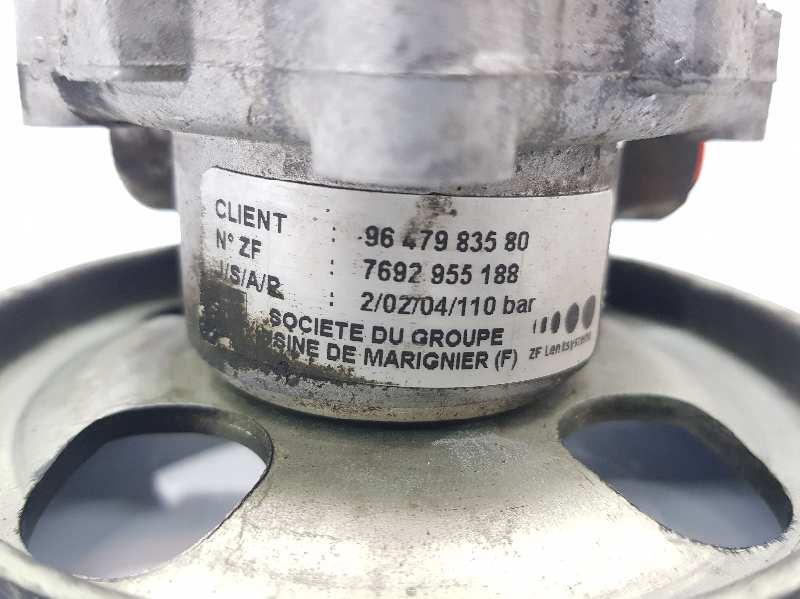 CLIENT : 96 479 835 80
N° ZF : 7692 955 188
J/S/A/P : 2/02/04/110 bar
SOCIETE DU GROUPE
SINE DE MARIGNIER (F)
ZF Lenksysteme